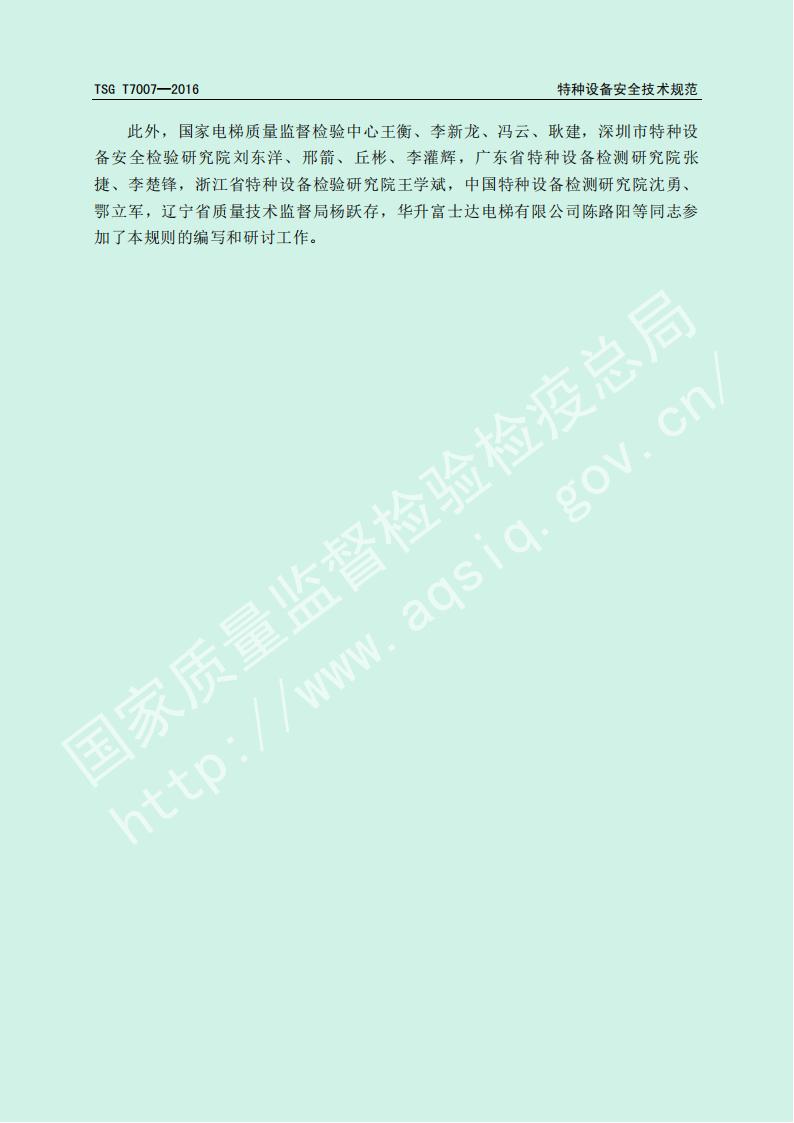 TSG T7007—2016 特种设备安全技术规范
此外，国家电梯质量监督检验中心王衡、李新龙、冯云、耿建，深圳市特种设
备安全检验研究院刘东洋、邢箭、丘彬、李灌辉，广东省特种设备检测研究院张
捷、李楚锋，浙江省特种设备检验研究院王学斌，中国特种设备检测研究院沈勇、
鄂立军，辽宁省质量技术监督局杨跃存，华升富士达电梯有限公司陈路阳等同志参
加了本规则的编写和研讨工作。
国家质量监督检验检疫总局
http://www.aqsiq.gov.cn/